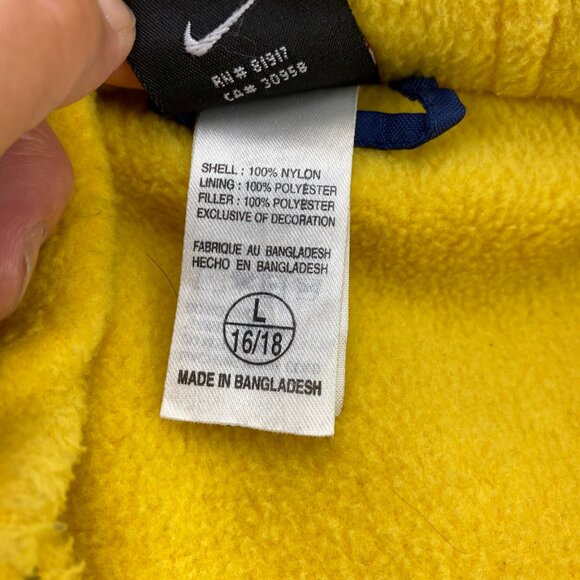 RN# 81917
CA# 30958
SHELL : 100% NYLON
LINING : 100% POLYESTER
FILLER : 100% POLYESTER
EXCLUSIVE OF DECORATION
FABRIQUE AU BANGLADESH
HECHO EN BANGLADESH
L
16/18
MADE IN BANGLADESH